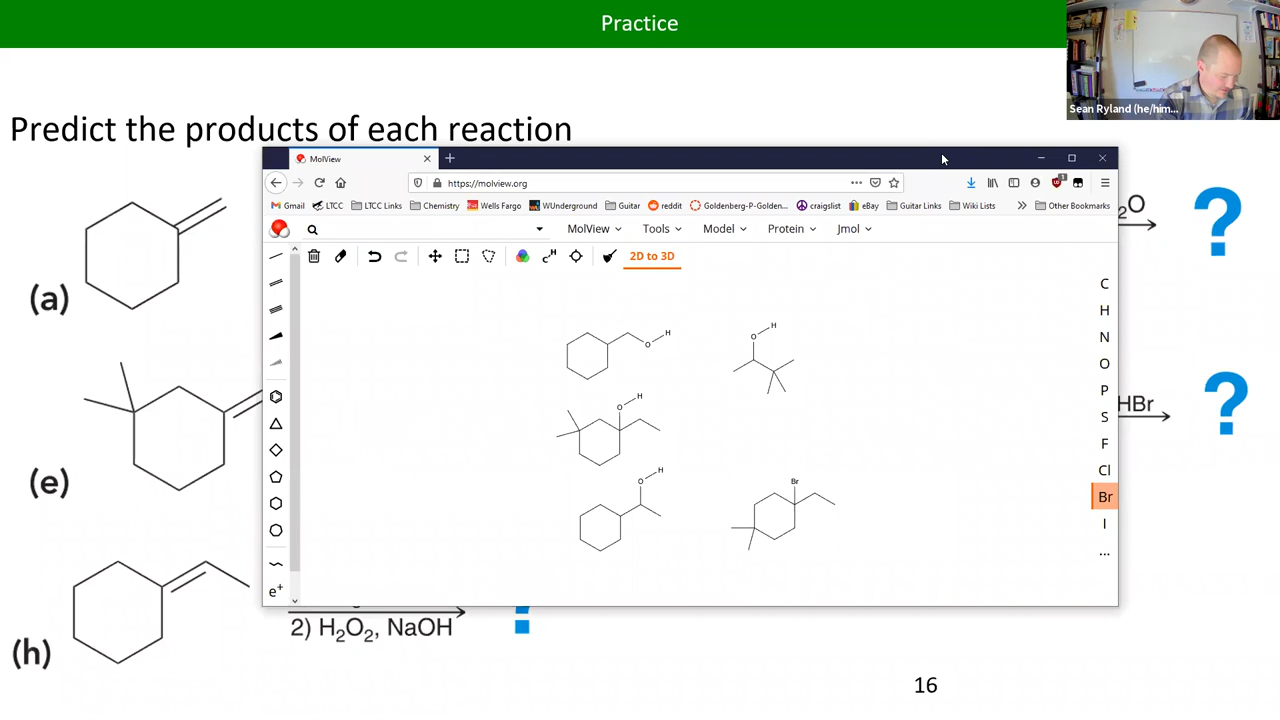 Practice
Sean Ryland (he/him...
Predict the products of each reaction
MolView
https://molview.org
Gmail LTCC LTCC Links Chemistry Wells Fargo WUnderground Guitar reddit Goldenberg-P-Golden... craigslist eBay Guitar Links Wiki Lists Other Bookmarks
MolView Tools Model Protein Jmol
2D to 3D
C
H
N
O
P
S
F
Cl
Br
I
...
e+
O H
O H
O H
O H
Br
(a)
2O
?
(e)
HBr
?
(h)
2) H2O2, NaOH
16